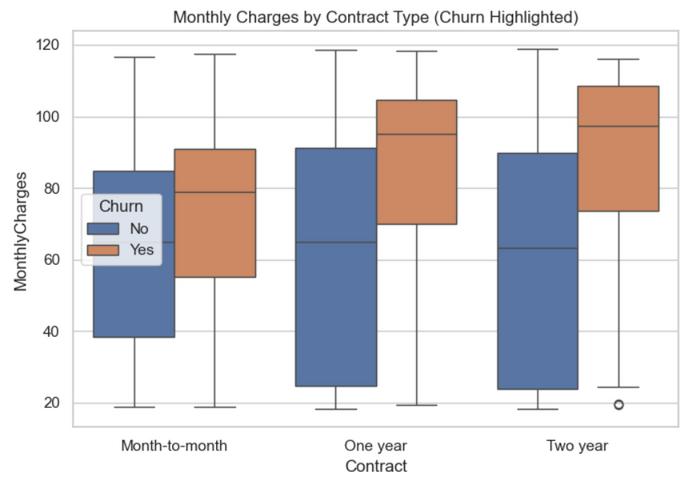 Monthly Charges by Contract Type (Churn Highlighted)
120
100
80
60
40
20
MonthlyCharges
Churn
No
Yes
Month-to-month
One year
Two year
Contract